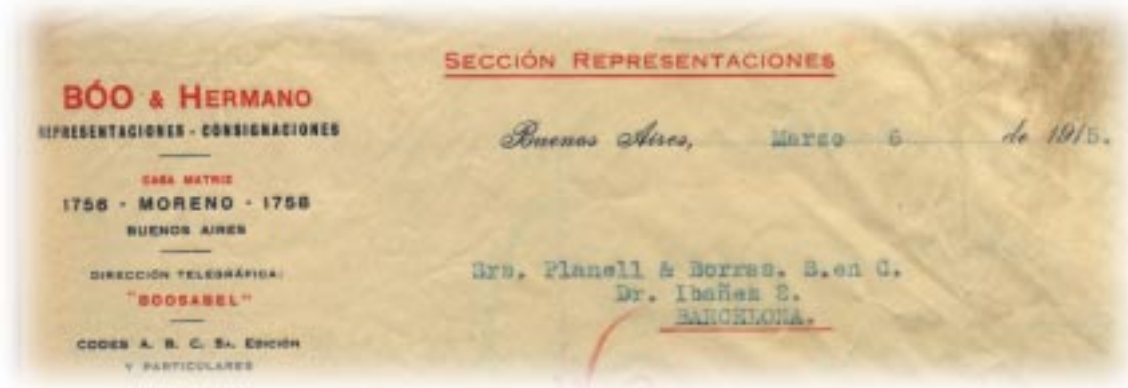 SECCIÓN REPRESENTACIONES
BÓO & HERMANO
REPRESENTACIONES - CONSIGNACIONES
Buenos Aires, Marzo 6 de 1915.
CASA MATRIZ
1756 - MORENO - 1758
BUENOS AIRES
DIRECCIÓN TELEGRÁFICA:
"BOOSABEL"
CODES A. B. C. 5A. EDICIÓN
Y PARTICULARES
Srs. Planell & Borras. S.en C.
Dr. Ibañez 2.
BARCELONA.